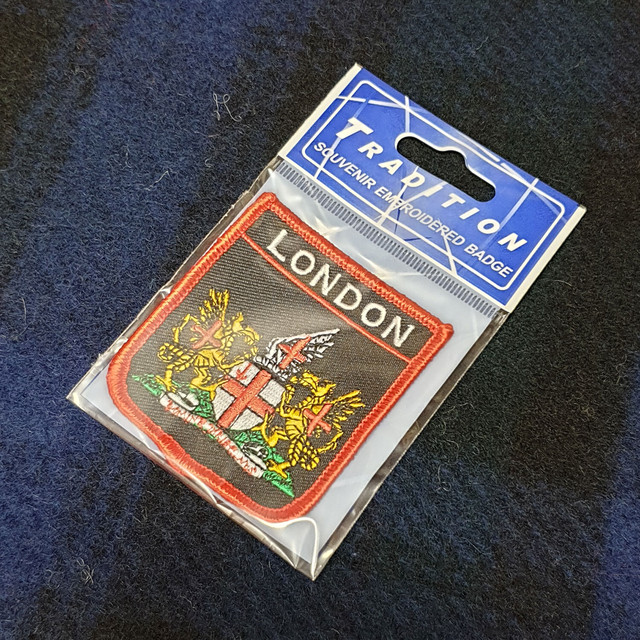 TRADITION
SOUVENIR EMBROIDERED BADGE
LONDON